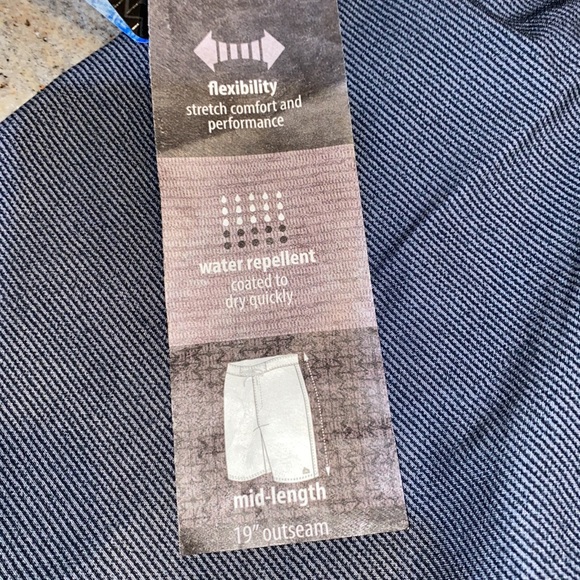 flexibility
stretch comfort and
performance
water repellent
coated to
dry quickly
mid-length
19" outseam